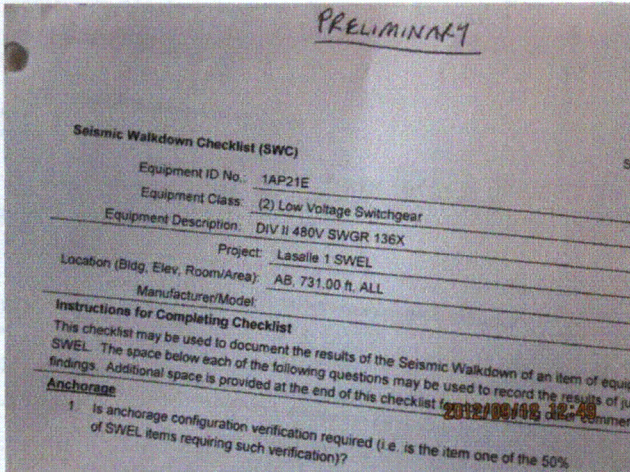 PRELIMINARY
Seismic Walkdown Checklist (SWC)
S
Equipment ID No.: 1AP21E
Equipment Class: (2) Low Voltage Switchgear
Equipment Description: DIV II 480V SWGR 136X
Project: Lasalle 1 SWEL
Location (Bldg, Elev, Room/Area): AB, 731.00 ft, ALL
Manufacturer/Model:
Instructions for Completing Checklist
This checklist may be used to document the results of the Seismic Walkdown of an item of equip
SWEL. The space below each of the following questions may be used to record the results of ju
findings. Additional space is provided at the end of this checklist other commen
2012/09/18 12:49
Anchorage
1 Is anchorage configuration verification required (i.e. is the item one of the 50%
of SWEL items requiring such verification)?